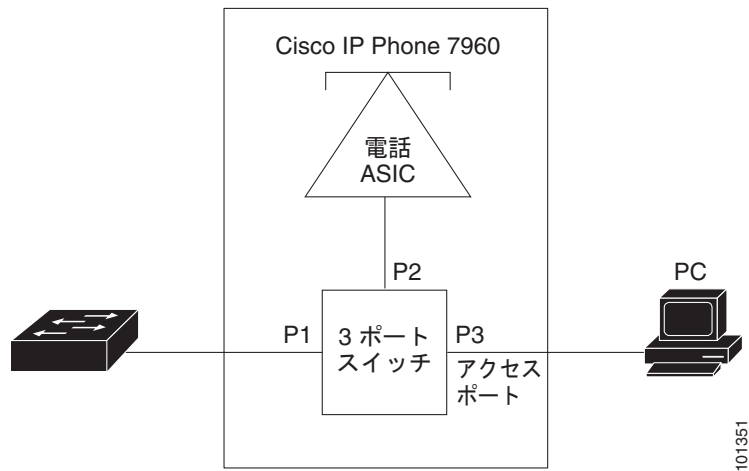 Cisco IP Phone 7960
電話
ASIC
P2
PC
P1
3 ポート
スイッチ
P3
アクセス
ポート
101351